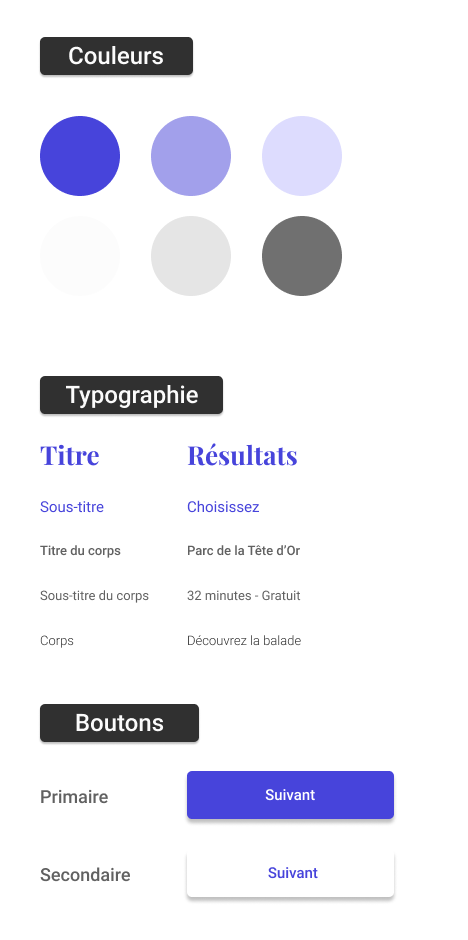 Couleurs
Typographie
Titre Résultats
Sous-titre Choisissez
Titre du corps Parc de la Tête d’Or
Sous-titre du corps 32 minutes - Gratuit
Corps Découvrez la balade
Boutons
Primaire Suivant
Secondaire Suivant